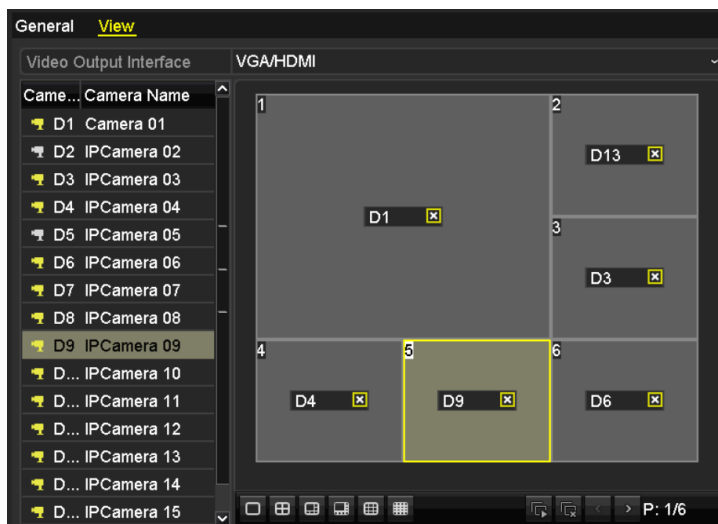 General View
Video Output Interface VGA/HDMI
Came... Camera Name
D1 Camera 01
D2 IPCamera 02
D3 IPCamera 03
D4 IPCamera 04
D5 IPCamera 05
D6 IPCamera 06
D7 IPCamera 07
D8 IPCamera 08
D9 IPCamera 09
D... IPCamera 10
D... IPCamera 11
D... IPCamera 12
D... IPCamera 13
D... IPCamera 14
D... IPCamera 15
1
D1
2
D13
3
D3
4
D4
5
D9
6
D6
P: 1/6